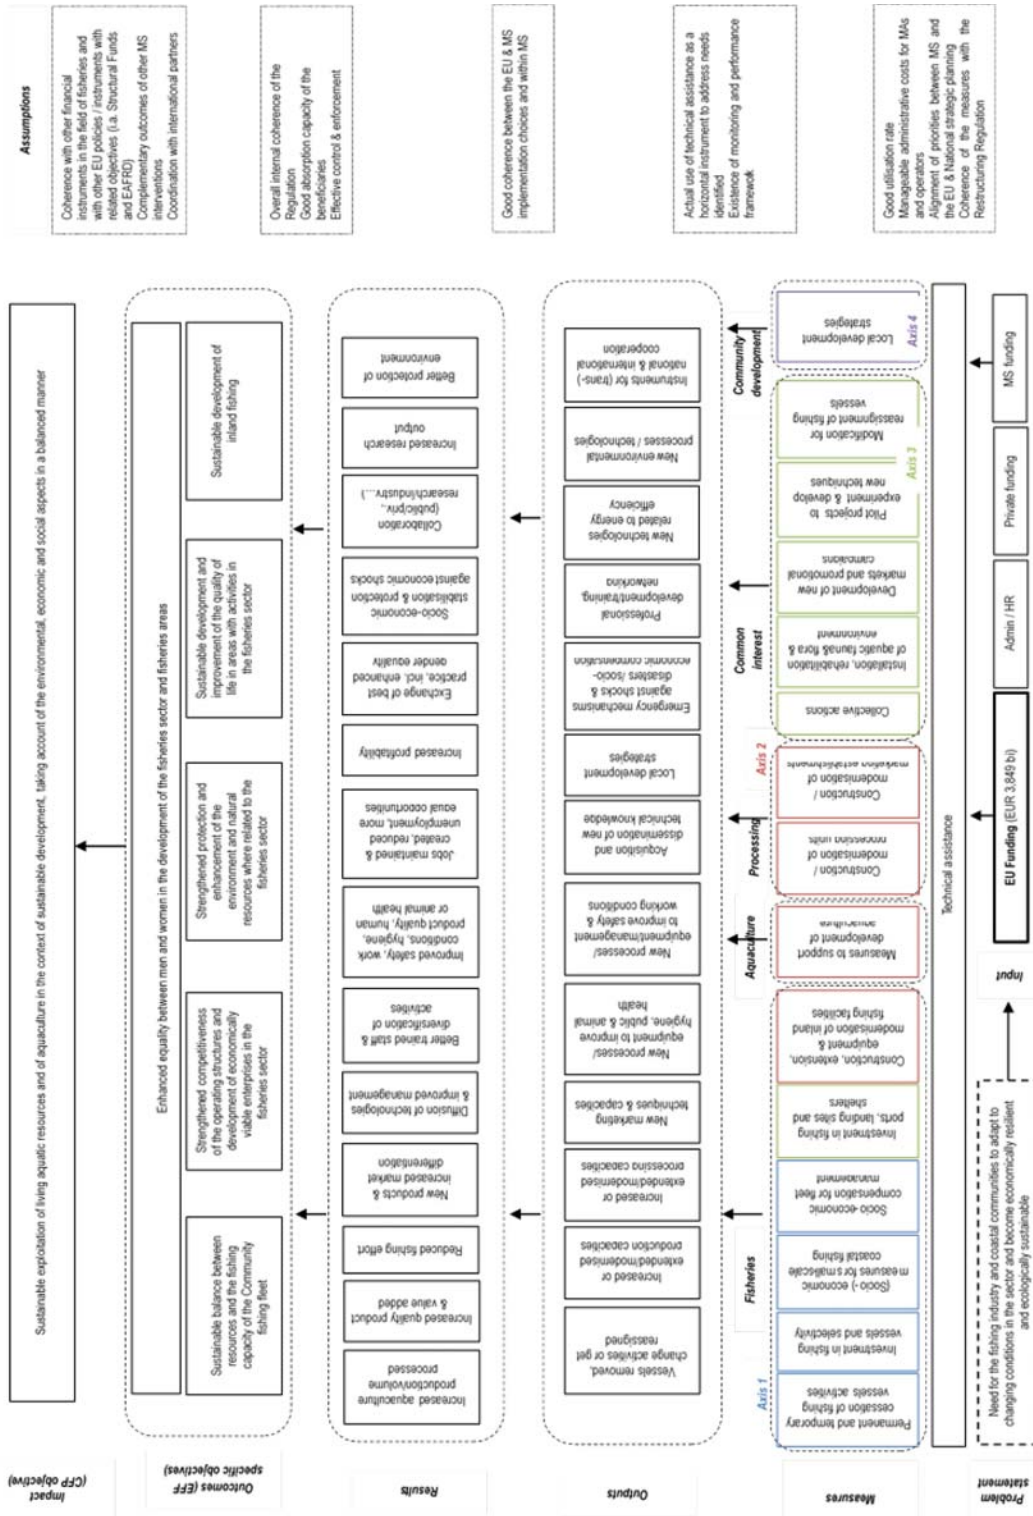 Impact
(CFP objective)
Sustainable exploitation of living aquatic resources and of aquaculture in the context of sustainable development, taking account of the environmental, economic and social aspects in a balanced manner
Outcomes (EFF
specific objectives)
Enhanced equality between men and women in the development of the fisheries sector and fisheries areas
Sustainable balance between
resources and the fishing
capacity of the Community
fishing fleet
Strengthened competitiveness
of the operating structures and
development of economically
viable enterprises in the
fisheries sector
Strengthened protection and
enhancement of the
environment and natural
resources where related to the
fisheries sector
Sustainable development and
improvement of the quality of
life in areas with activities in
the fisheries sector
Sustainable development of
inland fishing
Results
Increased aquaculture
production/volume
processed
Increased quality product
& value added
Reduced fishing effort
New products &
increased market
differentiation
Diffusion of technologies
& improved management
Better trained staff &
diversification of
activities
Improved safety, work
conditions, hygiene,
product quality, human
or animal health
Jobs maintained &
created, reduced
unemployment, more
equal opportunities
Increased profitability
Exchange of best
practice, incl. enhanced
gender equality
Socio-economic
stabilisation & protection
against economic shocks
Collaboration
(public/priv.,
research/industry....)
Increased research
output
Better protection of
environment
Outputs
Vessels removed,
change activities or get
reassigned
Increased or
extended/modernised
production capacities
Increased or
extended/modernised
processing capacities
New marketing
techniques & capacities
New processes/
equipment to improve
hygiene, public & animal
health
New processes/
equipment/management
to improve safety &
working conditions
Acquisition and
dissemination of new
technical knowledge
Local development
strategies
Emergency mechanisms
against shocks &
disasters /socio-
economic compensation
Professional
development/training,
networking
New technologies
related to energy
efficiency
New environmental
processes / technologies
Instruments for (trans-)
national & international
cooperation
Fisheries
Aquaculture
Processing
Common
interest
Community
development
Measures
Axis 1
Permanent and temporary
cessation of fishing
vessels activities
Investment in fishing
vessels and selectivity
(Socio-) economic
measures for smallscale
coastal fishing
Socio-economic
compensation for fleet
management
Investment in fishing
ports, landing sites and
shelters
Construction, extension,
equipment &
modernisation of inland
fishing facilities
Measures to support
development of
aquaculture
Construction /
modernisation of
processing units
Construction /
modernisation of
marketing establishments
Axis 2
Collective actions
Installation, rehabilitation
of aquatic fauna& flora &
environment
Development of new
markets and promotional
campaigns
Pilot projects to
experiment & develop
new techniques
Modification for
reassignment of fishing
vessels
Axis 3
Local development
strategies
Axis 4
Technical assistance
Problem
statement
Need for the fishing industry and coastal communities to adapt to
changing conditions in the sector and become economically resilient
and ecologically sustainable
Input
EU Funding (EUR 3,849 bi)
Admin / HR
Private funding
MS funding
Assumptions
Coherence with other financial
instruments in the field of fisheries and
with other EU policies / instruments with
related objectives (i.a. Structural Funds
and EAFRD)
Complementary outcomes of other MS
interventions
Coordination with international partners
Overall internal coherence of the
Regulation
Good absorption capacity of the
beneficiaries
Effective control & enforcement
Good coherence between the EU & MS
implementation choices and within MS
Actual use of technical assistance as a
horizontal instrument to address needs
identified
Existence of monitoring and performance
framewok
Good utilisation rate
Manageable administrative costs for MAs
and operators
Alignment of priorities between MS and
the EU & National strategic planning
Coherence of the measures with the
Restructuring Regulation